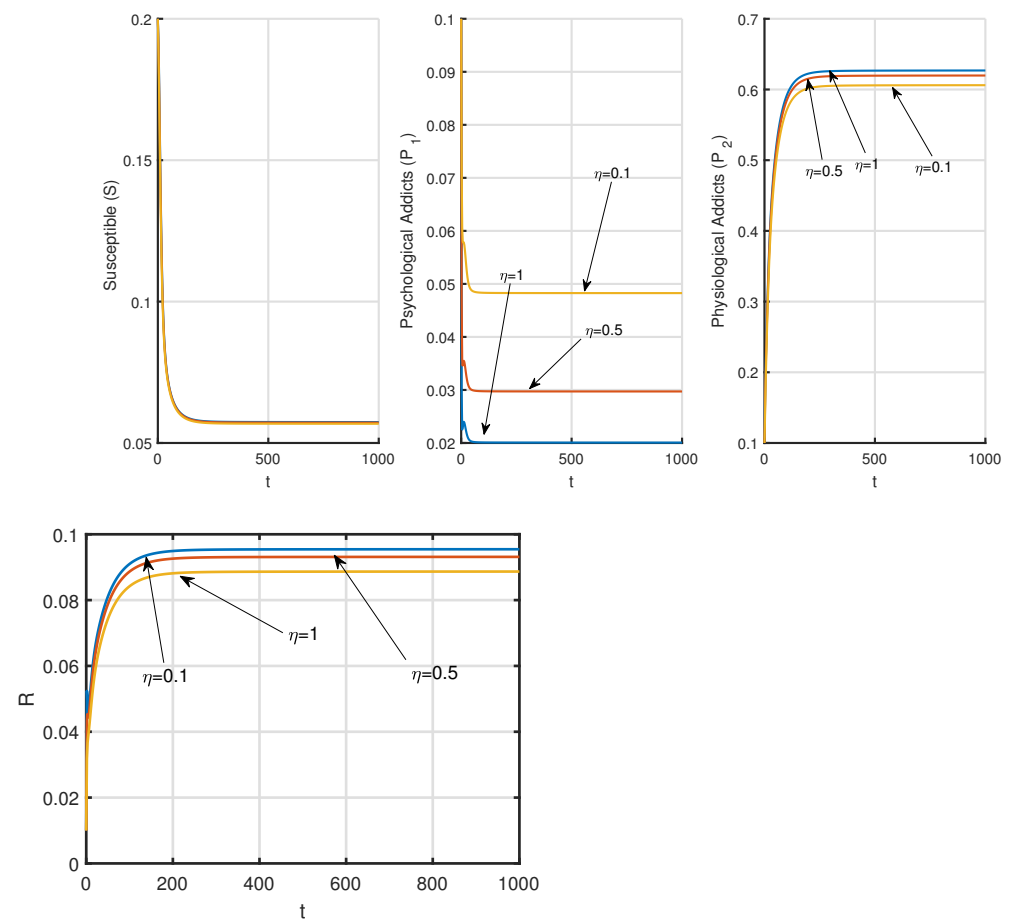 0.2
0.15
0.1
0.05
0
500
1000
t
Susceptible (S)
0.1
0.09
0.08
0.07
0.06
0.05
0.04
0.03
0.02
0
500
1000
t
Psychological Addicts (P 1)
η=0.1
η=1
η=0.5
0.7
0.6
0.5
0.4
0.3
0.2
0.1
0
500
1000
t
Physiological Addicts (P 2)
η=0.5
η=1
η=0.1
0.1
0.08
0.06
0.04
0.02
0
0
200
400
600
800
1000
t
R
η=1
η=0.1
η=0.5